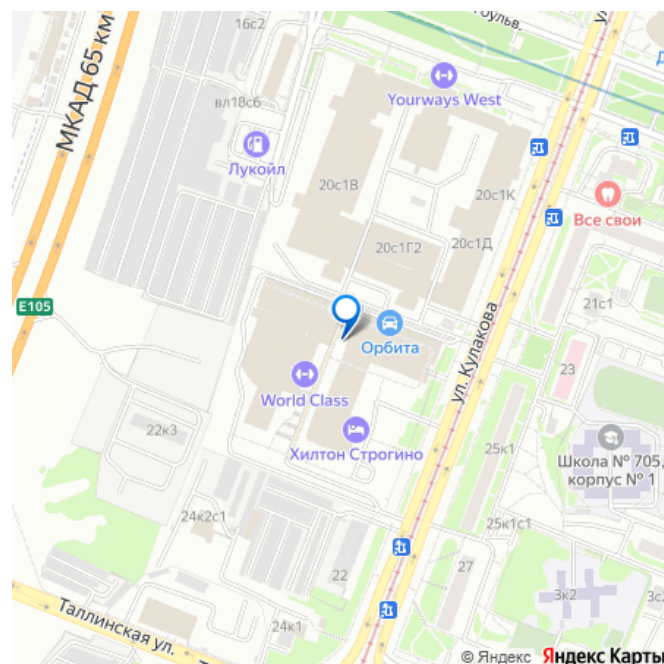 16с2
бульв.
МКАД 65 км
вл18с6
Yourways West
Лукойл
20с1В
20с1К
Все свои
20с1Г2
20с1Д
21с1
E105
ул. Кулакова
Орбита
23
World Class
22к3
Хилтон Строгино
25к1
Школа № 705,
корпус № 1
24к2с1
25к1с1
22
27
3к2
3с2
Таллинская ул.
24к1
© Яндекс Яндекс Карты